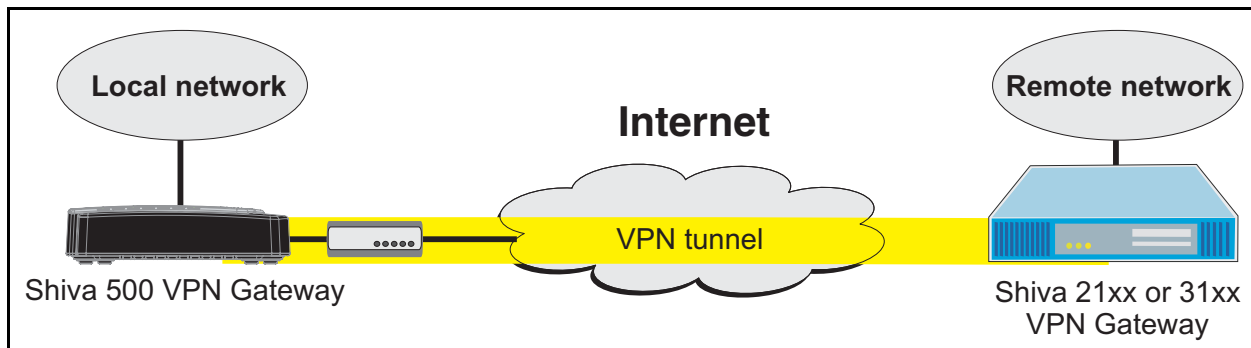 Local network
Remote network
Internet
VPN tunnel
Shiva 500 VPN Gateway
Shiva 21xx or 31xx
VPN Gateway